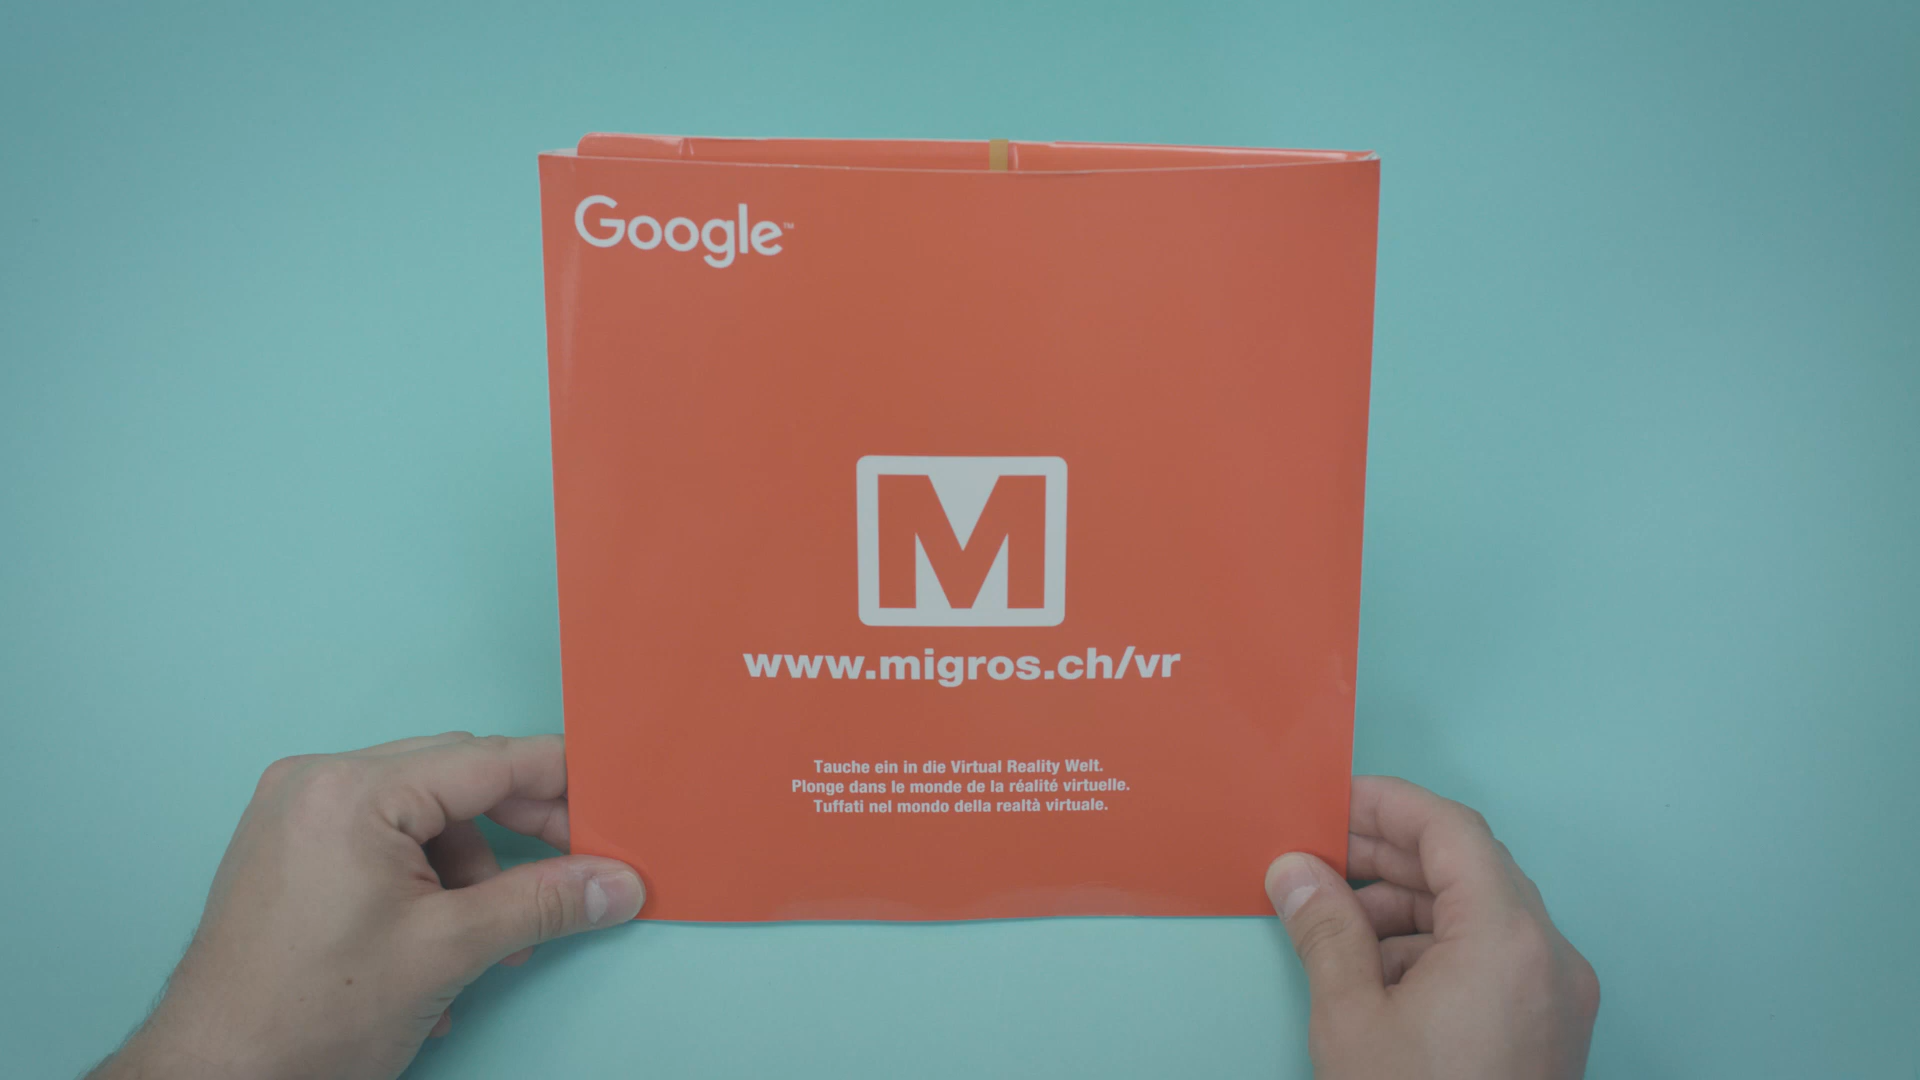 Google™
M
www.migros.ch/vr
Tauche ein in die Virtual Reality Welt.
Plonge dans le monde de la réalité virtuelle.
Tuffati nel mondo della realtà virtuale.